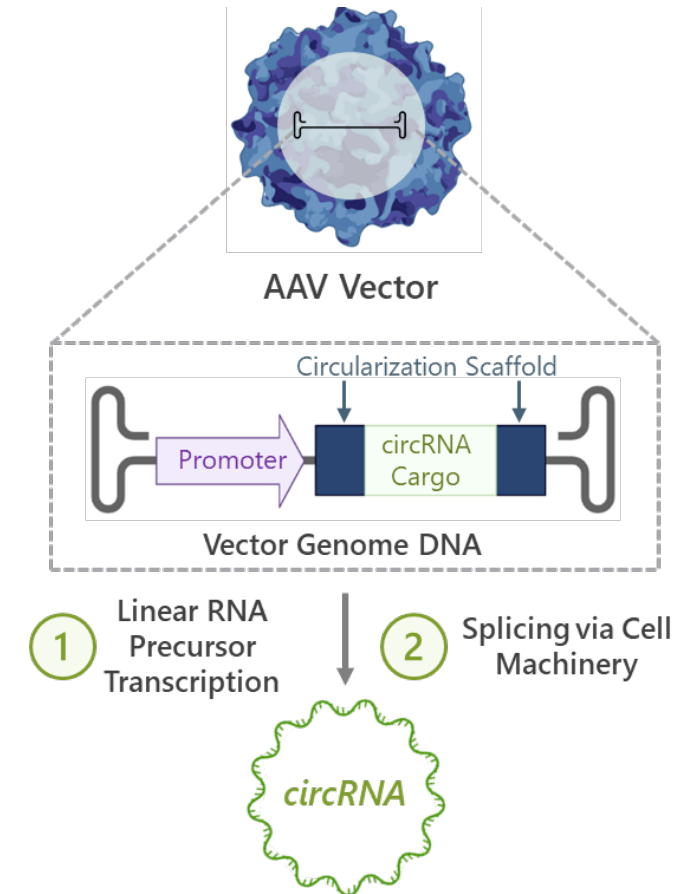 AAV Vector
Circularization Scaffold
Promoter
circRNA
Cargo
Vector Genome DNA
1
Linear RNA
Precursor
Transcription
2
Splicing via Cell
Machinery
circRNA